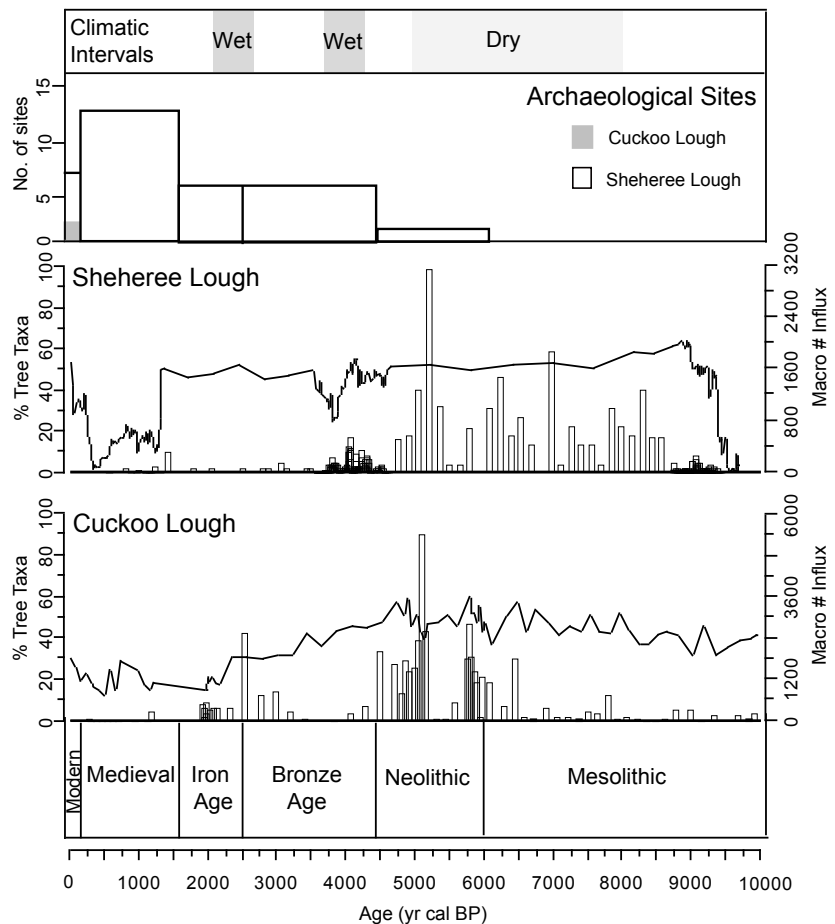 Climatic
Intervals
Wet
Wet
Dry
No. of sites
15
10
5
0
Archaeological Sites
Cuckoo Lough
Sheheree Lough
Sheheree Lough
% Tree Taxa
100
80
60
40
20
0
Macro # Influx
3200
2400
1600
800
0
Cuckoo Lough
% Tree Taxa
100
80
60
40
20
0
Macro # Influx
6000
3600
1200
0
Modern
Medieval
Iron
Age
Bronze
Age
Neolithic
Mesolithic
0 1000 2000 3000 4000 5000 6000 7000 8000 9000 10000
Age (yr cal BP)